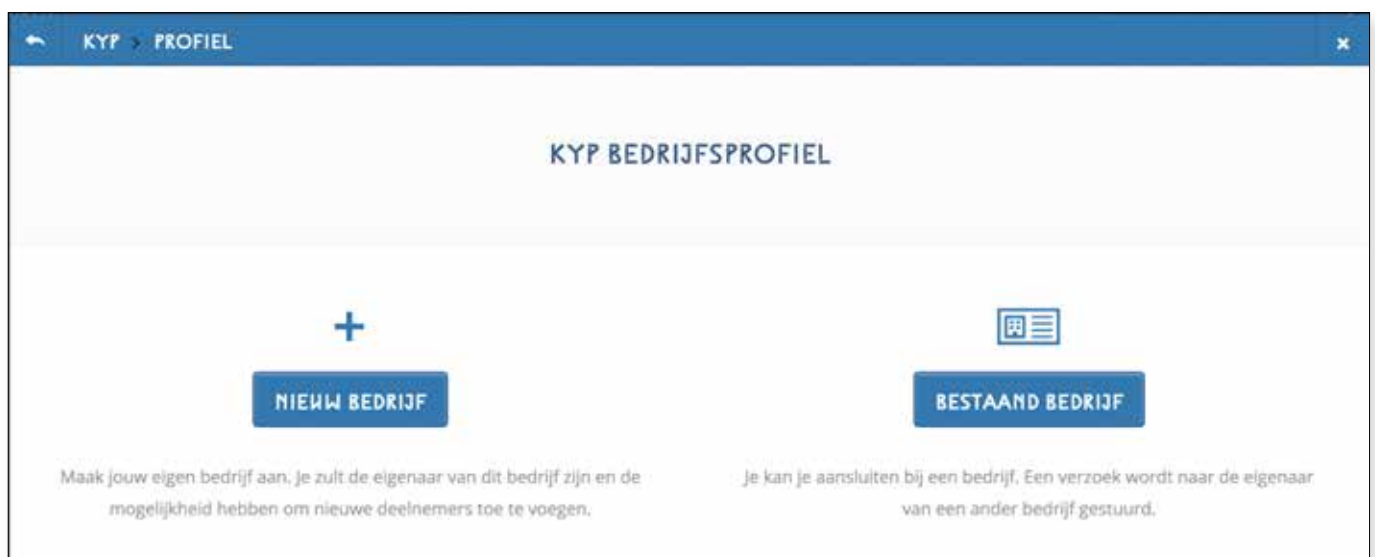 KYP > PROFIEL
KYP BEDRIJFSPROFIEL
NIEUW BEDRIJF
Maak jouw eigen bedrijf aan. Je zult de eigenaar van dit bedrijf zijn en de
mogelijkheid hebben om nieuwe deelnemers toe te voegen.
BESTAAND BEDRIJF
Je kan je aansluiten bij een bedrijf. Een verzoek wordt naar de eigenaar
van een ander bedrijf gestuurd.